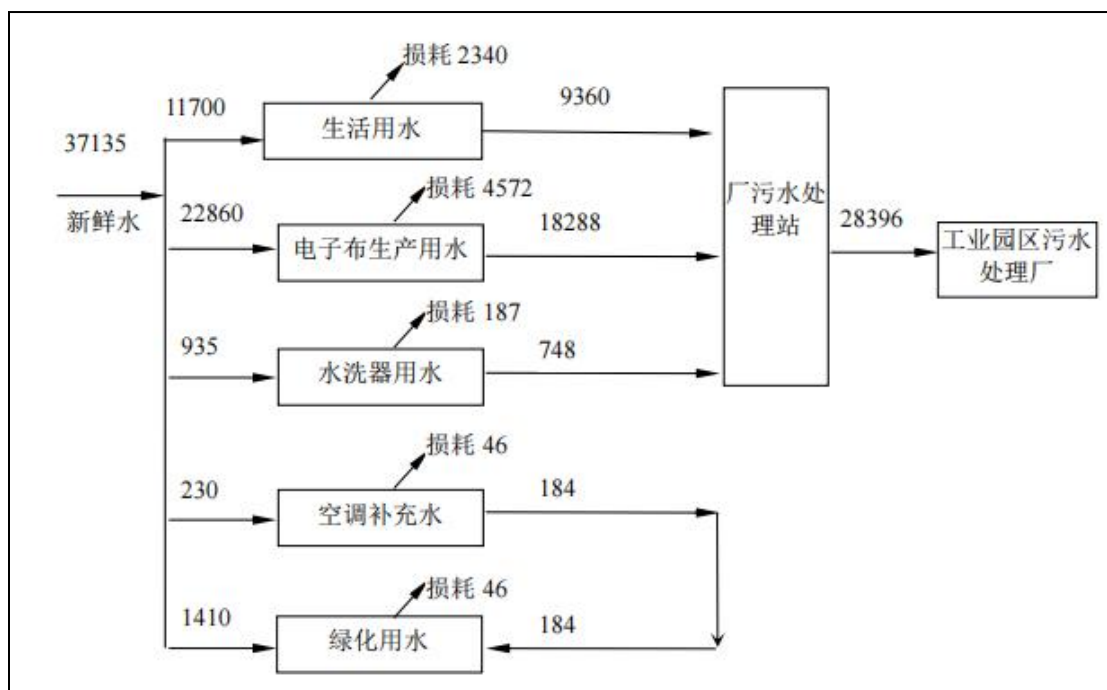 损耗 2340
11700
9360
生活用水
37135
新鲜水
损耗 4572
22860
18288
电子布生产用水
厂污水处
理站
28396
工业园区污水
处理厂
损耗 187
935
748
水洗器用水
损耗 46
230
184
空调补充水
损耗 46
1410
184
绿化用水